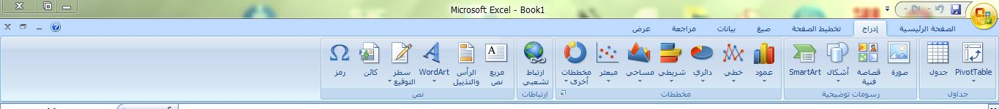 Microsoft Excel - Book1
الصفحة الرئيسية إدراج تخطيط الصفحة صيغ بيانات مراجعة عرض
PivotTable
جدول
جداول
صورة
قصاصة
فنية
أشكال
SmartArt
رسومات توضيحية
عمود
خطي
دائري
شريطي
مساحي
مبعثر
مخططات
أخرى
مخططات
ارتباط
تشعبي
ارتباطات
مربع
نص
الرأس
والتذييل
WordArt
سطر
التوقيع
كائن
رمز
نص